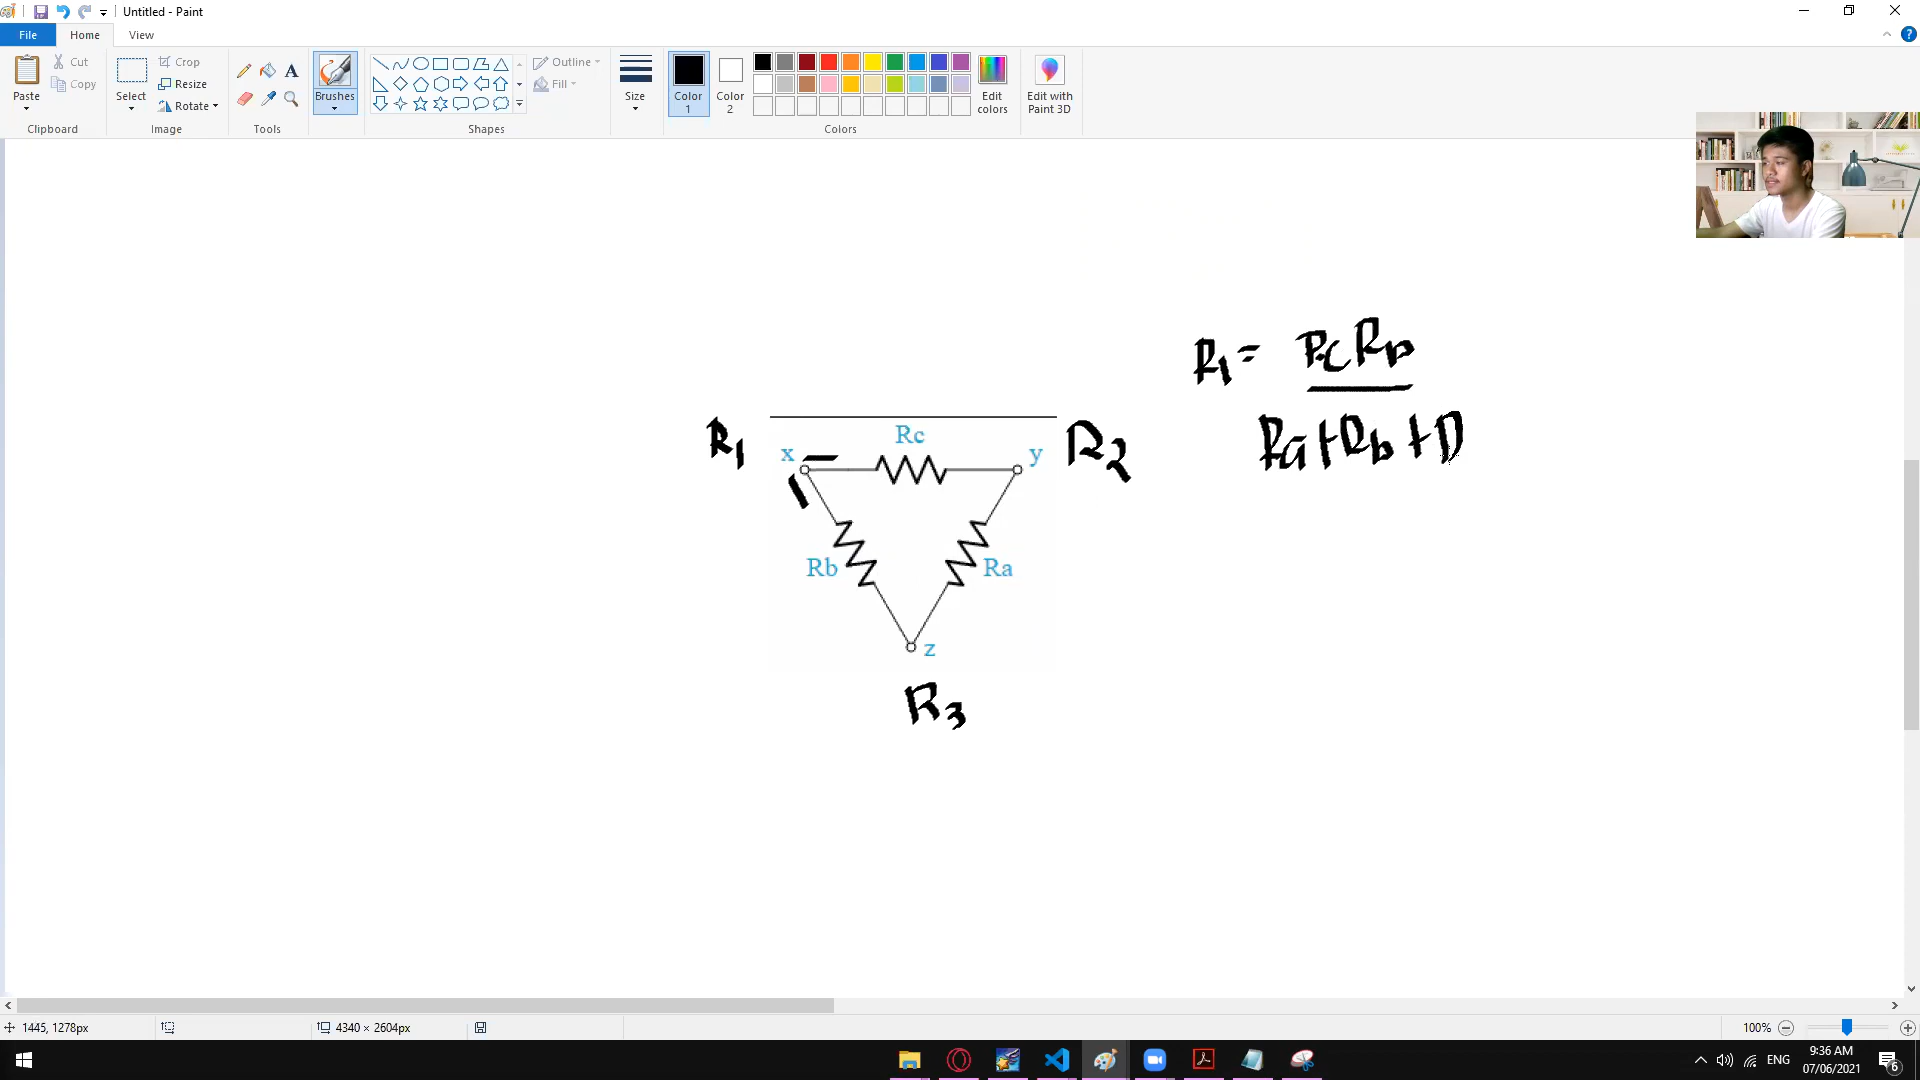 Untitled - Paint
File Home View
Paste
Cut
Copy
Clipboard
Select
Crop
Resize
Rotate
Image
Tools
Brushes
Shapes
Outline
Fill
Size
Color 1
Color 2
Colors
Edit colors
Edit with Paint 3D
R1 = RcRb
Ra+Rb+R
R1
Rc
R2
x
y
Rb
Ra
z
R3
1445, 1278px
4340 × 2604px
100%
ENG
9:36 AM
07/06/2021
6